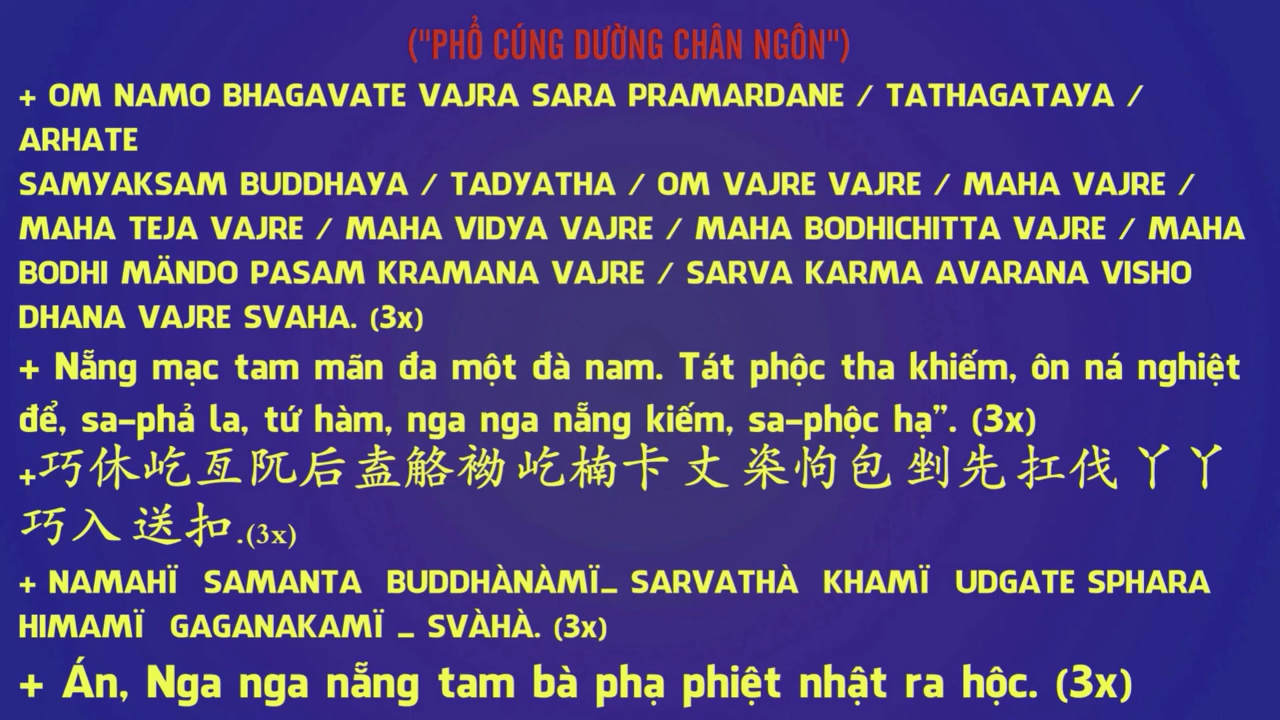 ("PHỔ CÚNG DƯỜNG CHÂN NGÔN")
+ OM NAMO BHAGAVATE VAJRA SARA PRAMARDANE / TATHAGATAYA /
ARHATE
SAMYAKSAM BUDDHAYA / TADYATHA / OM VAJRE VAJRE / MAHA VAJRE /
MAHA TEJA VAJRE / MAHA VIDYA VAJRE / MAHA BODHICHITTA VAJRE / MAHA
BODHI MÄNDO PASAM KRAMANA VAJRE / SARVA KARMA AVARANA VISHO
DHANA VAJRE SVAHA. (3x)
+ Nẵng mạc tam mãn đa một đà nam. Tát phộc tha khiếm, ôn ná nghiệt
để, sa-phả la, tứ hàm, nga nga nẵng kiếm, sa-phộc hạ”. (3x)
+巧休屹亙阢后盍觡袎屹楠卡丈楶怐包剉先扛伐丫丫
巧入送扣.(3x)
+ NAMAHÏ SAMANTA BUDDHÀNÀMÏ_ SARVATHÀ KHAMÏ UDGATE SPHARA
HIMAMÏ GAGANAKAMÏ _ SVÀHÀ. (3x)
+ Án, Nga nga nẵng tam bà phạ phiệt nhật ra hộc. (3x)